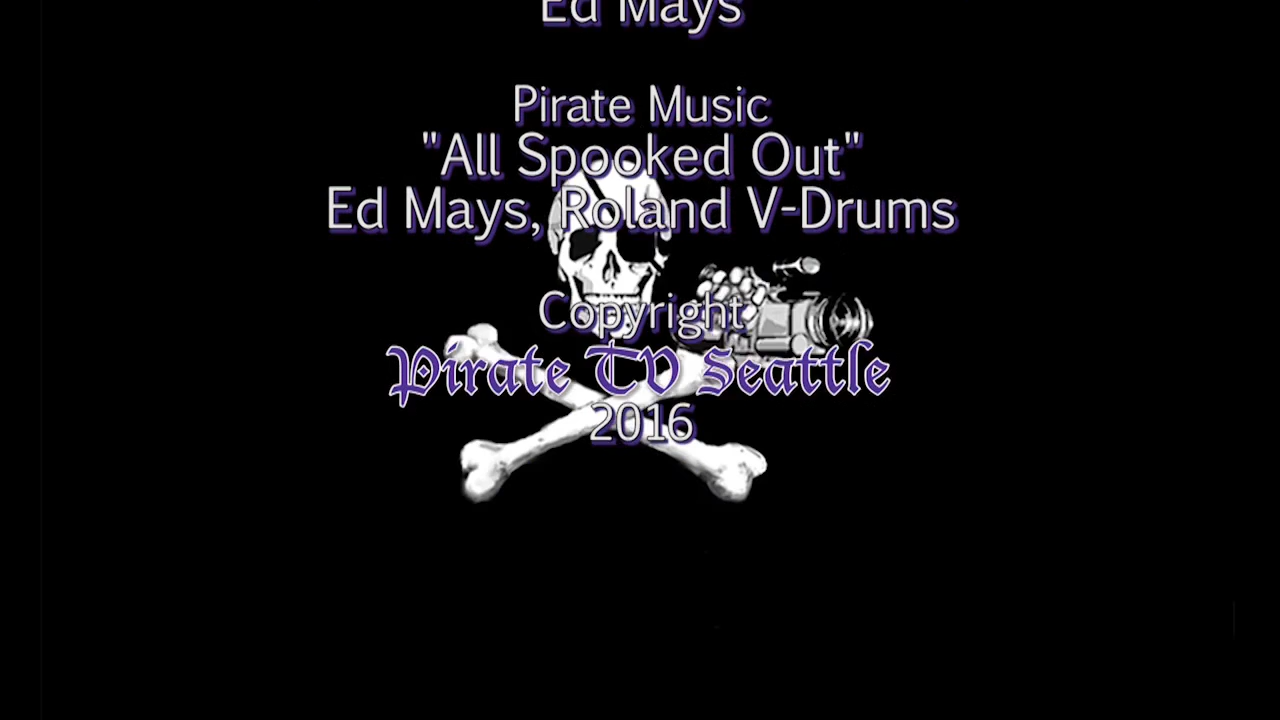 Ed Mays
Pirate Music
"All Spooked Out"
Ed Mays, Roland V-Drums
Copyright
Pirate TV Seattle
2016